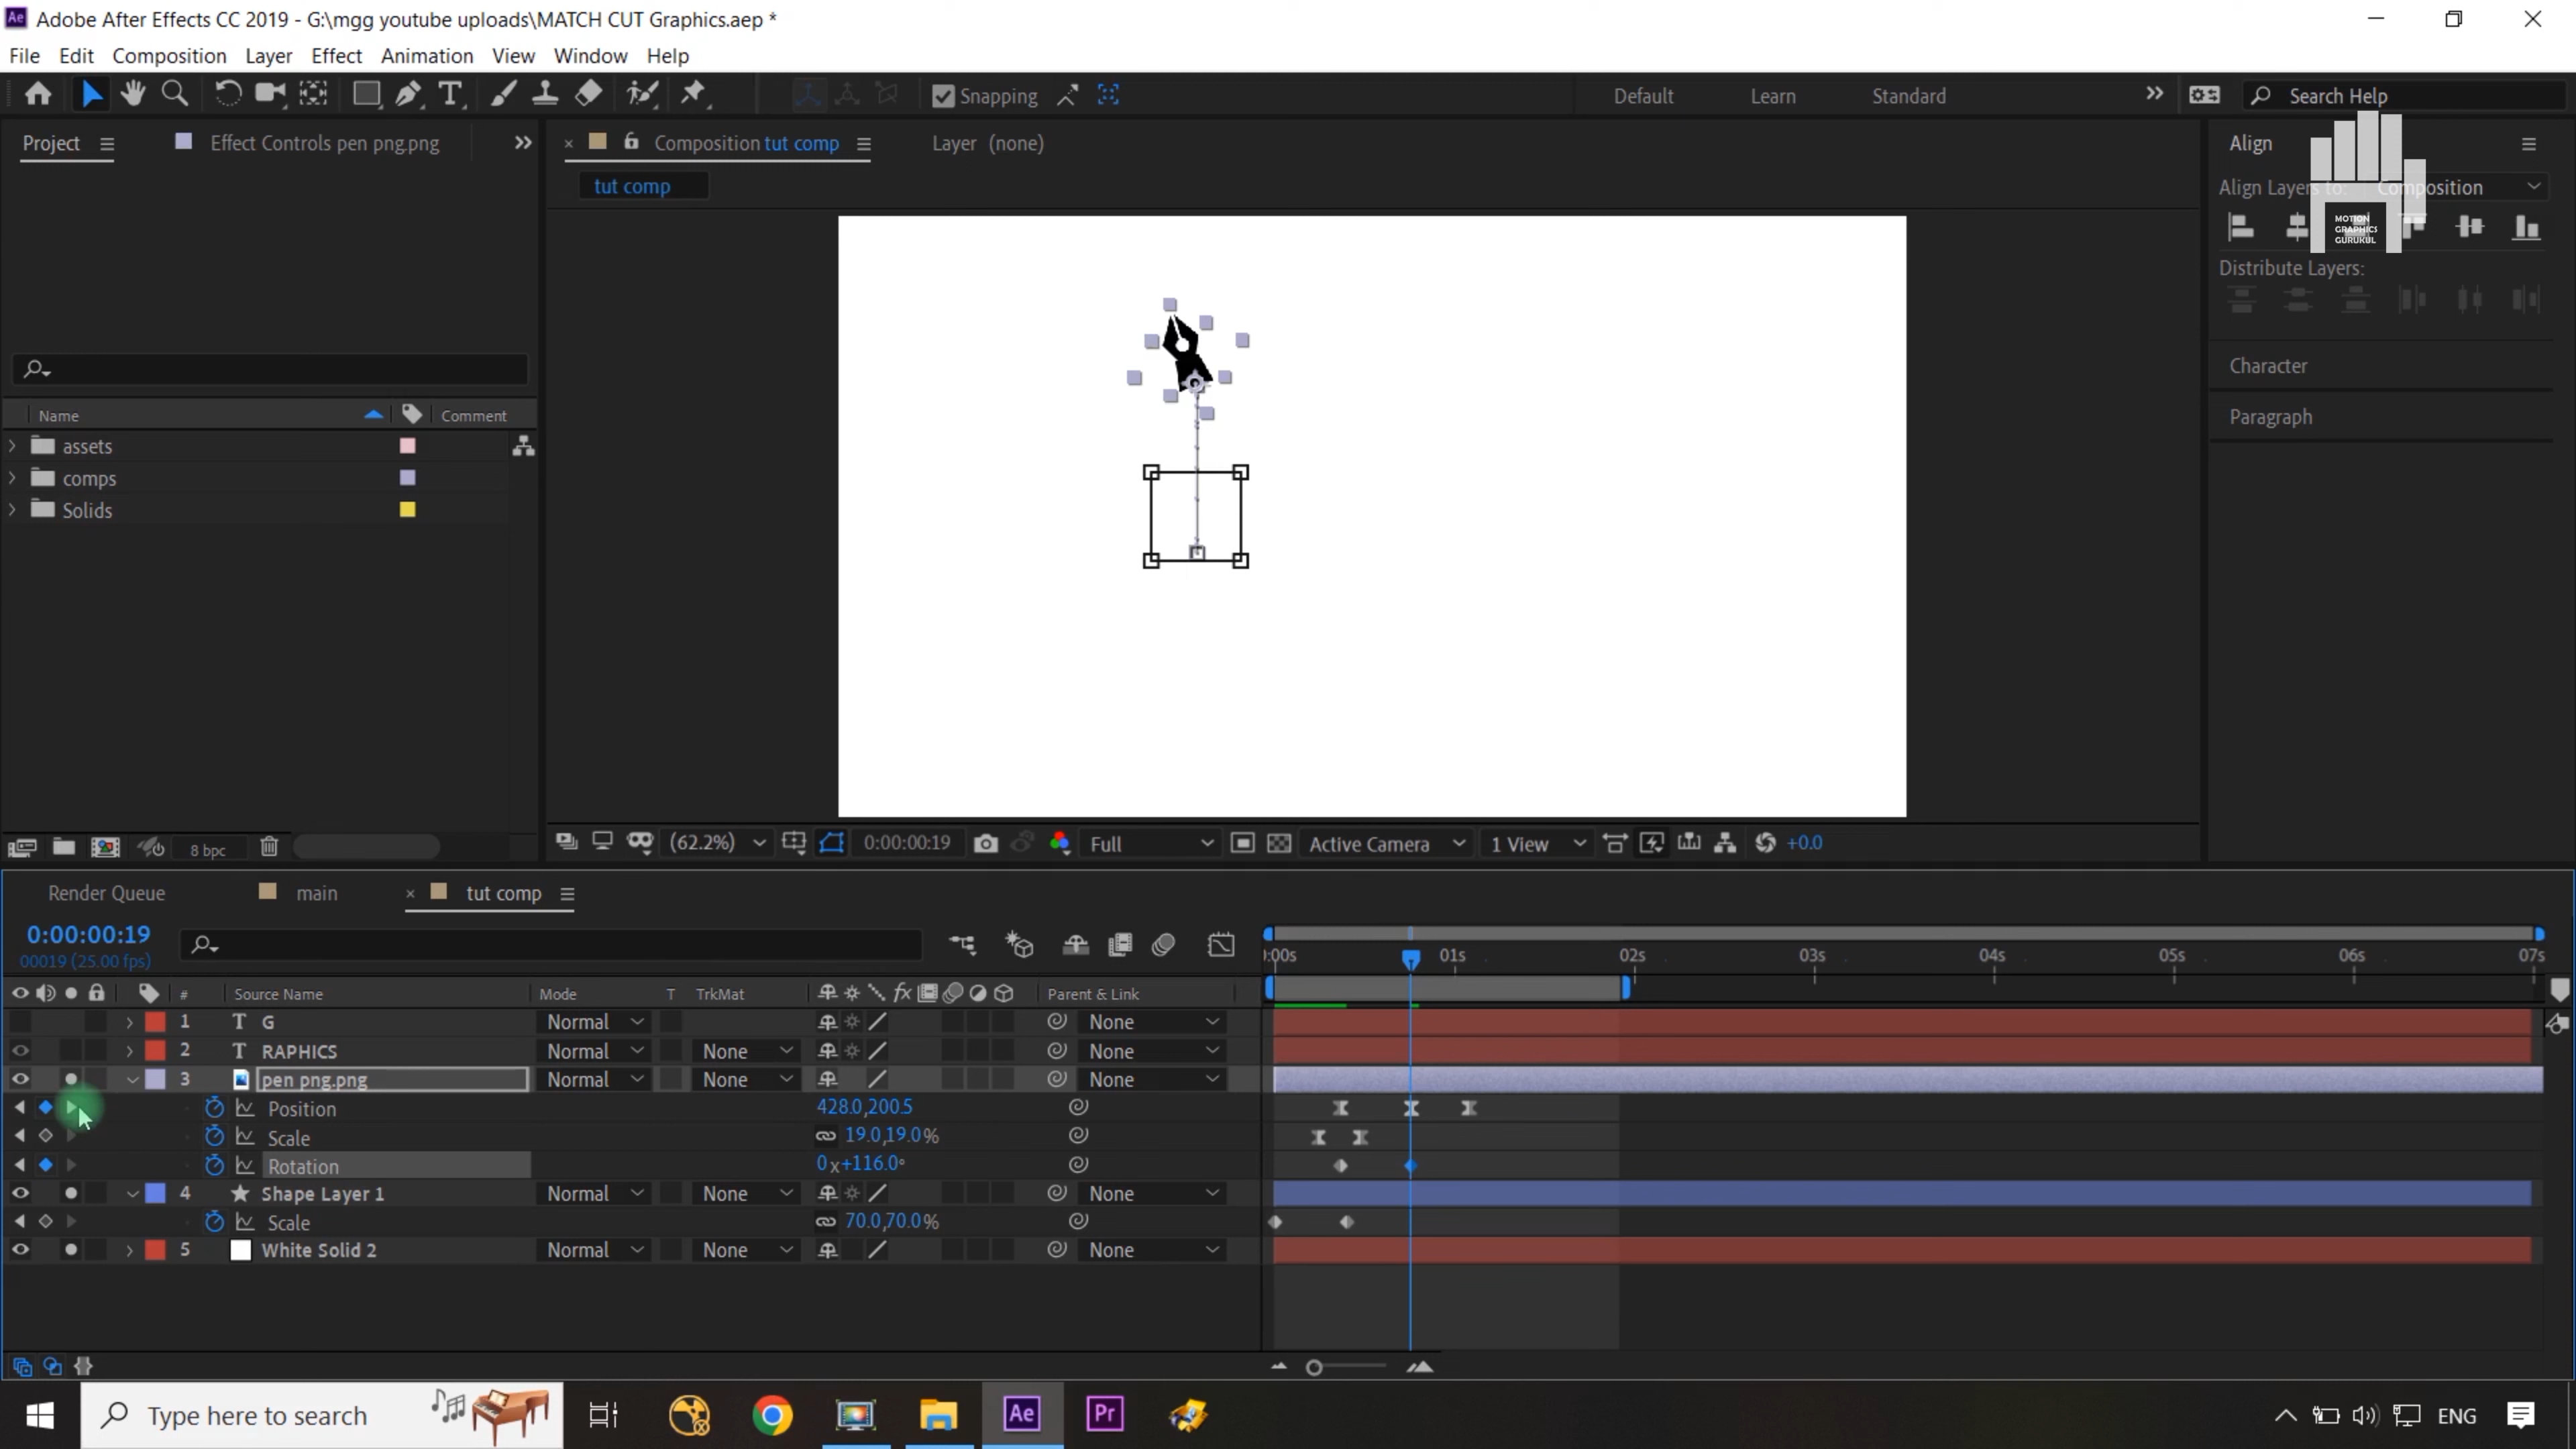 Ae Adobe After Effects CC 2019 - G:\mgg youtube uploads\MATCH CUT Graphics.aep *
File Edit Composition Layer Effect Animation View Window Help
T Snapping Default Learn Standard Search Help
Project Effect Controls pen png.png Composition tut comp Layer (none) Align
tut comp
Align Layers to: Composition
MOTION
GRAPHICS
GURUKUL
Distribute Layers:
Character
Paragraph
Name Comment
assets
comps
Solids
8 bpc (62.2%) 0:00:00:19 Full Active Camera 1 View +0.0
Render Queue main tut comp
0:00:00:19
00019 (25.00 fps)
:00s 01s 02s 03s 04s 05s 06s 07s
# Source Name Mode T TrkMat fx Parent & Link
1 T G Normal None
2 T RAPHICS Normal None None
3 pen png.png Normal None None
Position 428.0,200.5
Scale 19.0,19.0%
Rotation 0x+116.0°
4 Shape Layer 1 Normal None None
Scale 70.0,70.0%
5 White Solid 2 Normal None None
Type here to search Ae Pr ENG